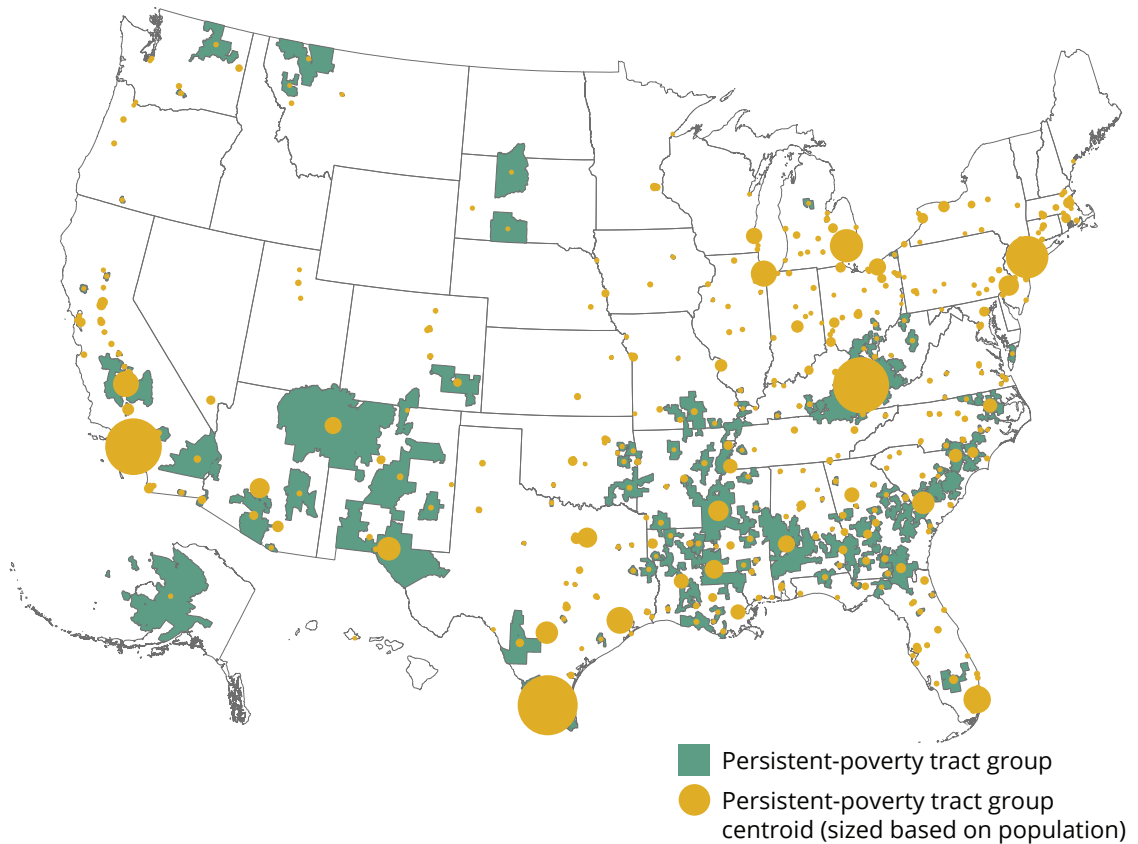 Persistent-poverty tract group
Persistent-poverty tract group
centroid (sized based on population)